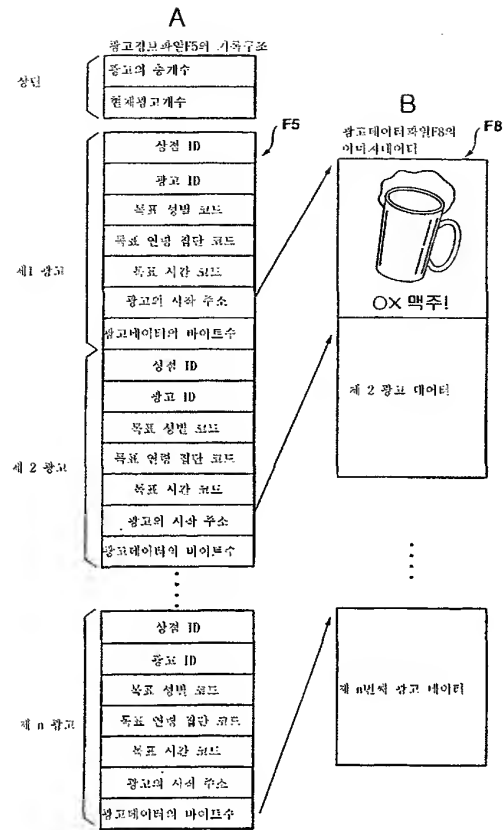 A
광고정보파일F5의 기록구조
상단
광고의 총개수
현재광고개수
F5
제1 광고
상점 ID
광고 ID
목표 성별 코드
목표 연령 집단 코드
목표 시간 코드
광고의 시작 주소
광고데이터의 바이트수
제 2 광고
상점 ID
광고 ID
목표 성별 코드
목표 연령 집단 코드
목표 시간 코드
광고의 시작 주소
광고데이터의 바이트수
제 n 광고
상점 ID
광고 ID
목표 성별 코드
목표 연령 집단 코드
목표 시간 코드
광고의 시작 주소
광고데이터의 바이트수
B
광고데이터파일F8의
이미지데이터
F8
OX 맥주!
제 2 광고 데이터
제 n번째 광고 데이터